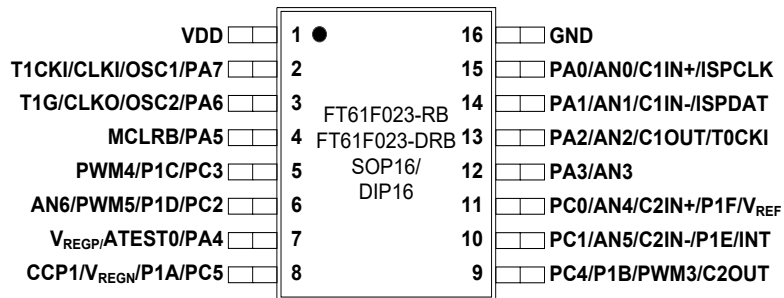 VDD 1 16 GND
T1CKI/CLKI/OSC1/PA7 2 15 PA0/AN0/C1IN+/ISPCLK
T1G/CLKO/OSC2/PA6 3 14 PA1/AN1/C1IN-/ISPDAT
FT61F023-RB
MCLRB/PA5 4 FT61F023-DRB 13 PA2/AN2/C1OUT/T0CKI
PWM4/P1C/PC3 5 SOP16/ 12 PA3/AN3
DIP16
AN6/PWM5/P1D/PC2 6 11 PC0/AN4/C2IN+/P1F/VREF
VREGP/ATEST0/PA4 7 10 PC1/AN5/C2IN-/P1E/INT
CCP1/VREGN/P1A/PC5 8 9 PC4/P1B/PWM3/C2OUT